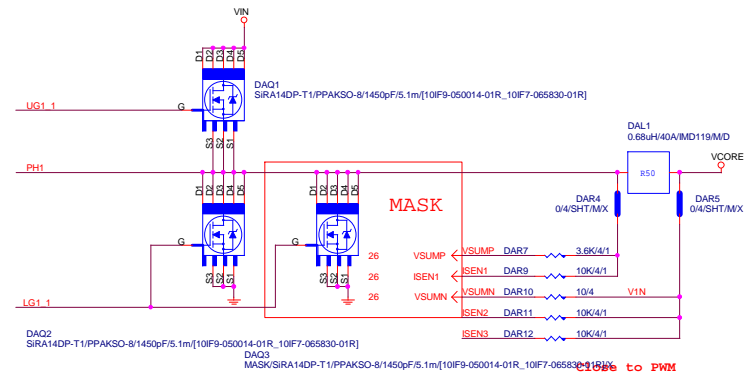 VIN
D1 D2 D3 D4 D5
DAQ1
SiRA14DP-T1/PPAKSO-8/1450pF/5.1m/[10IF9-050014-01R_10IF7-065830-01R]
UG1_1
G
S3 S2 S1
DAL1
0.68uH/40A/IMD119/M/D
VCORE
PH1
R50
D1 D2 D3 D4 D5
D1 D2 D3 D4 D5
MASK
DAR4
0/4/SHT/M/X
DAR5
0/4/SHT/M/X
G
G
S3 S2 S1
S3 S2 S1
26 VSUMP VSUMP DAR7 3.6K/4/1
26 ISEN1 ISEN1 DAR9 10K/4/1
26 VSUMN VSUMN DAR10 10/4 V1N
LG1_1
ISEN2 DAR11 10K/4/1
ISEN3 DAR12 10K/4/1
DAQ2
SiRA14DP-T1/PPAKSO-8/1450pF/5.1m/[10IF9-050014-01R_10IF7-065830-01R]
DAQ3
MASK/SiRA14DP-T1/PPAKSO-8/1450pF/5.1m/[10IF9-050014-01R_10IF7-065830-01R]/X
Close to PWM